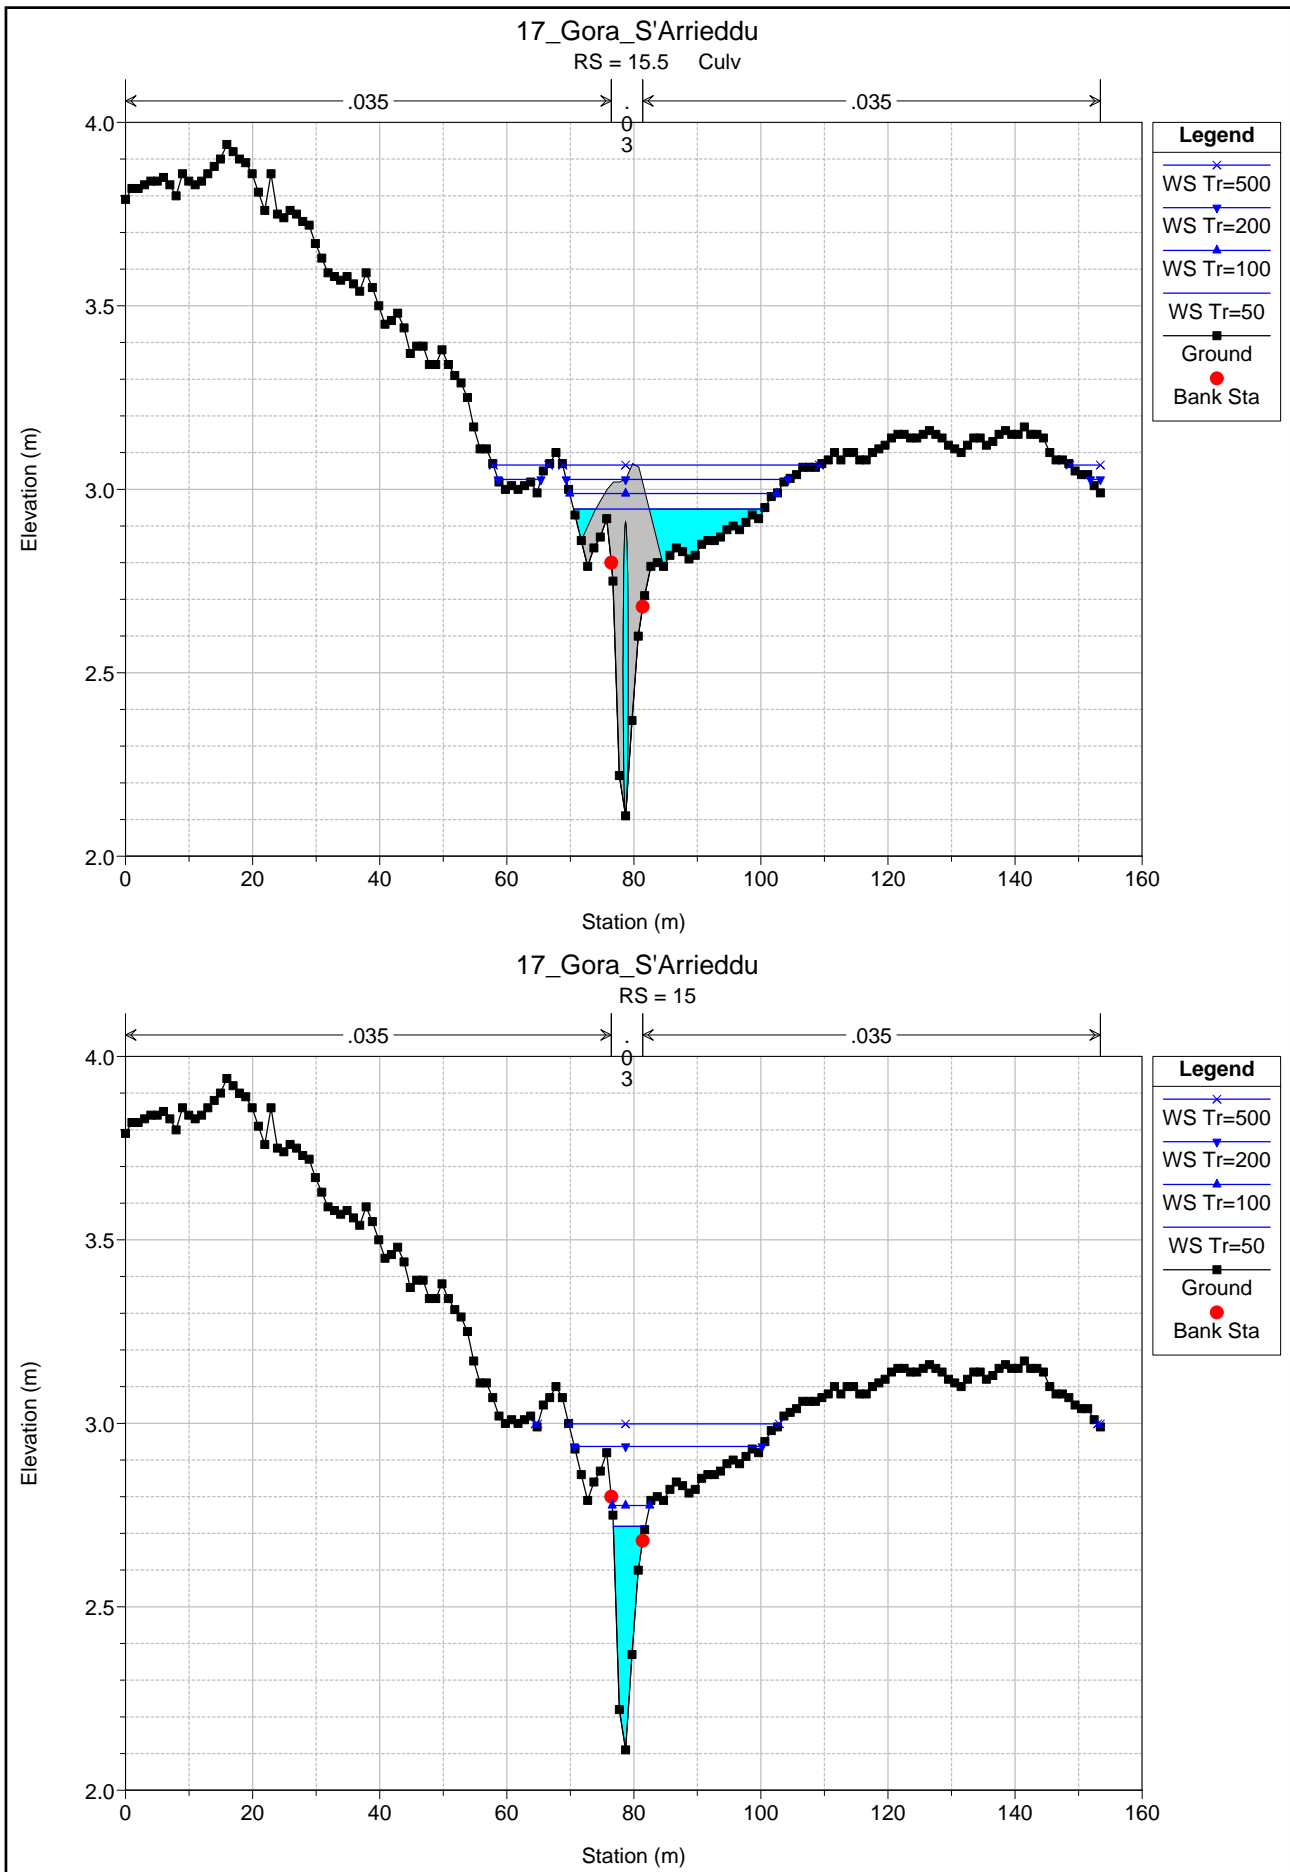 17_Gora_S'Arrieddu
RS = 15.5 Culv
.035
.03
.035
4.0
3.5
3.0
2.5
2.0
Elevation (m)
0 20 40 60 80 100 120 140 160
Station (m)
Legend
WS Tr=500
WS Tr=200
WS Tr=100
WS Tr=50
Ground
Bank Sta
17_Gora_S'Arrieddu
RS = 15
.035
.03
.035
4.0
3.5
3.0
2.5
2.0
Elevation (m)
0 20 40 60 80 100 120 140 160
Station (m)
Legend
WS Tr=500
WS Tr=200
WS Tr=100
WS Tr=50
Ground
Bank Sta